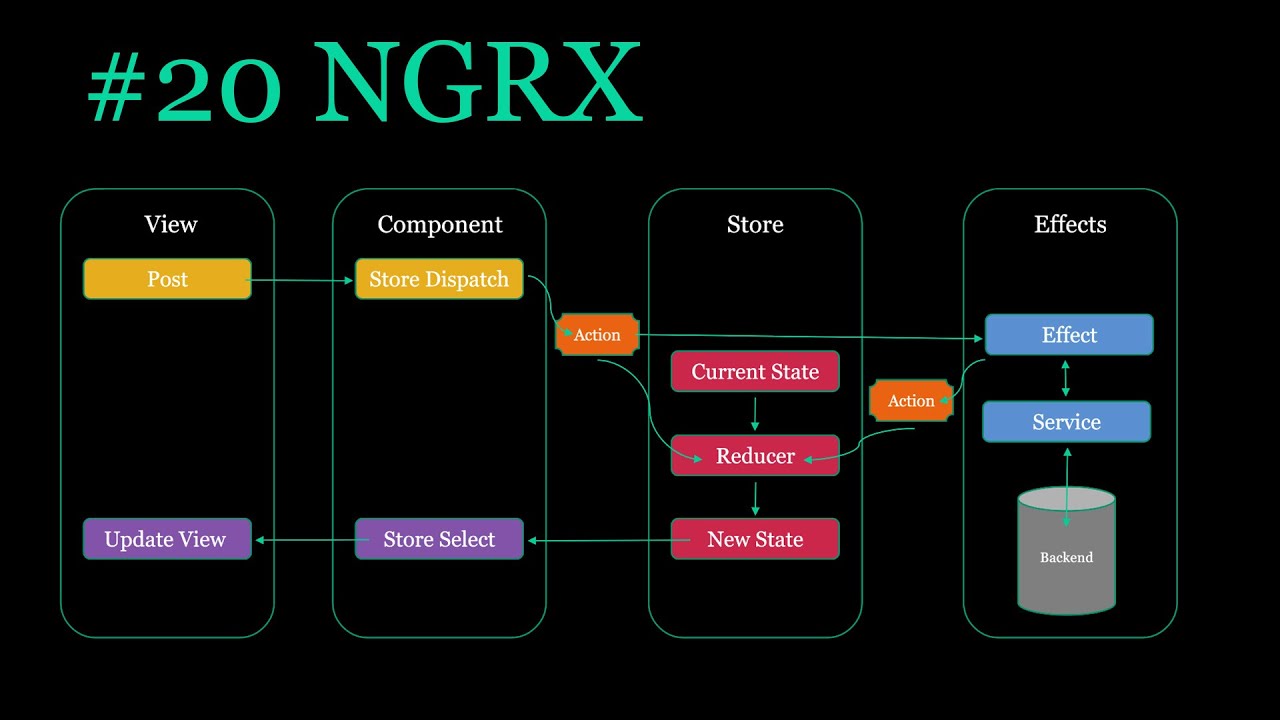 #20 NGRX
View
Component
Store
Effects
Post
Store Dispatch
Action
Effect
Current State
Action
Service
Reducer
Update View
Store Select
New State
Backend